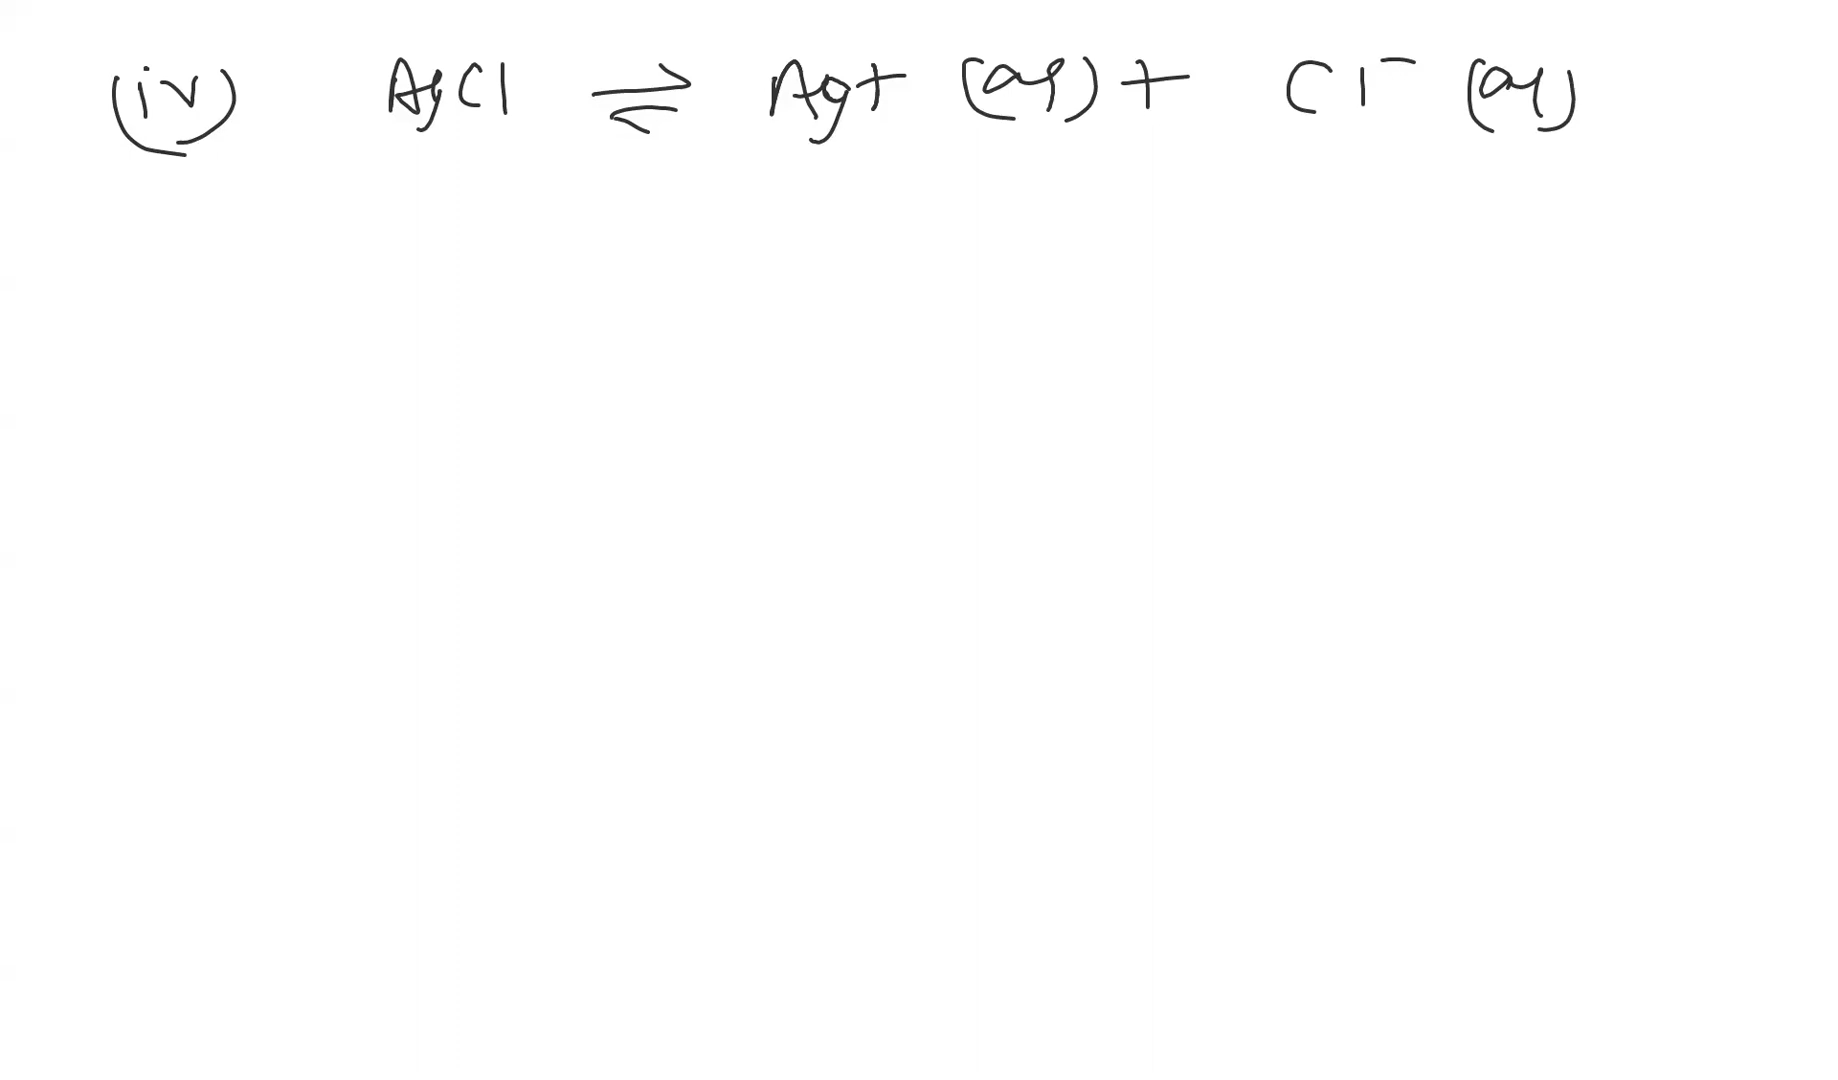 (iv) AgCl ⇌ Ag+ (aq) + Cl⁻ (aq)